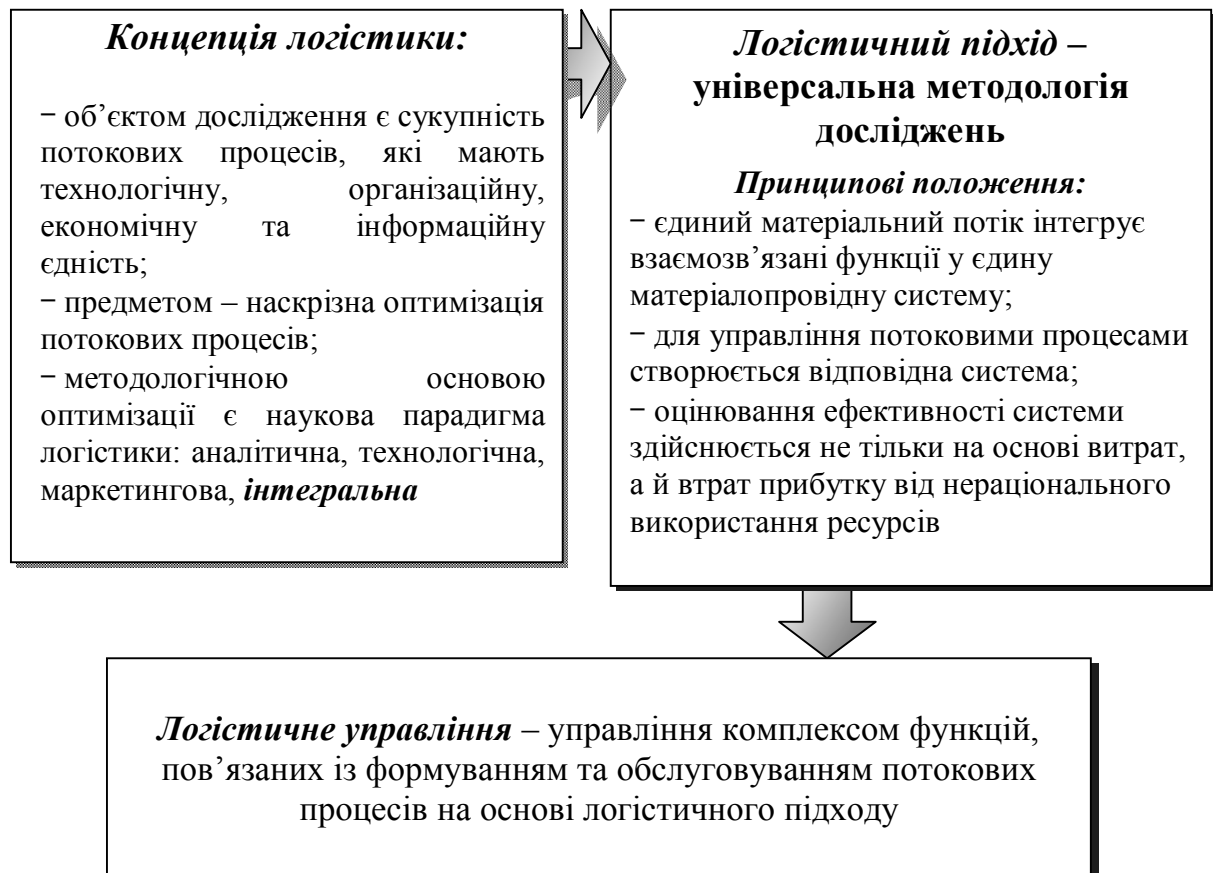 Концепція логістики:
− об’єктом дослідження є сукупність
потокових процесів, які мають
технологічну, організаційну,
економічну та інформаційну
єдність;
− предметом – наскрізна оптимізація
потокових процесів;
− методологічною основою
оптимізації є наукова парадигма
логістики: аналітична, технологічна,
маркетингова, інтегральна
Логістичний підхід –
універсальна методологія
досліджень
Принципові положення:
− єдиний матеріальний потік інтегрує
взаємозв’язані функції у єдину
матеріалопровідну систему;
− для управління потоковими процесами
створюється відповідна система;
− оцінювання ефективності системи
здійснюється не тільки на основі витрат,
а й втрат прибутку від нераціонального
використання ресурсів
Логістичне управління – управління комплексом функцій,
пов’язаних із формуванням та обслуговуванням потокових
процесів на основі логістичного підходу